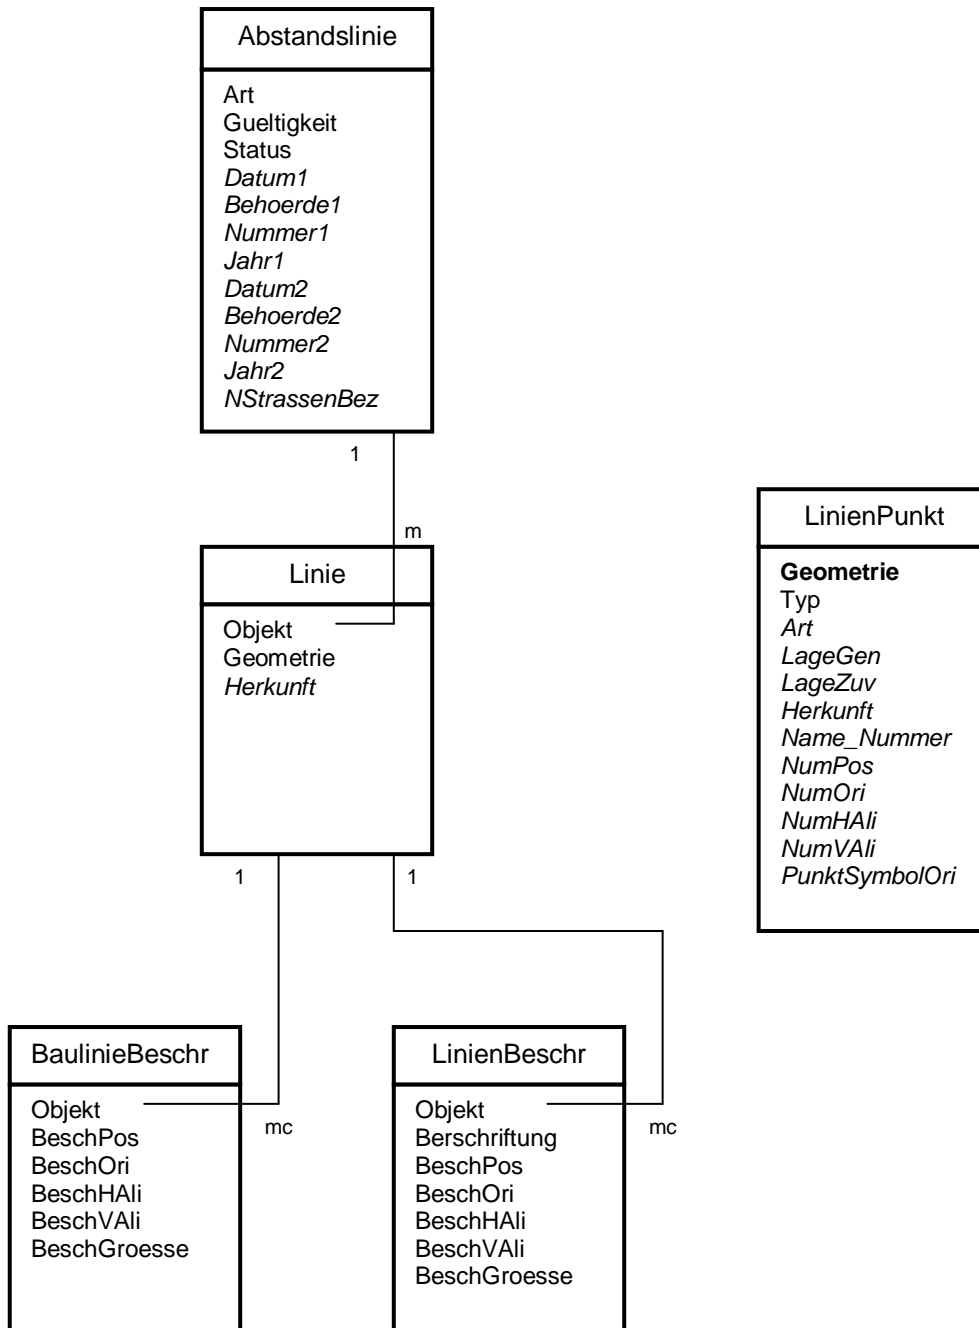 Abstandslinie
Art
Gueltigkeit
Status
Datum1
Behoerde1
Nummer1
Jahr1
Datum2
Behoerde2
Nummer2
Jahr2
NStrassenBez
1
m
Linie
Objekt
Geometrie
Herkunft
1
1
LinienPunkt
Geometrie
Typ
Art
LageGen
LageZuv
Herkunft
Name_Nummer
NumPos
NumOri
NumHAli
NumVAli
PunktSymbolOri
BaulinieBeschr
Objekt
BeschPos
BeschOri
BeschHAli
BeschVAli
BeschGroesse
mc
LinienBeschr
Objekt
Berschriftung
BeschPos
BeschOri
BeschHAli
BeschVAli
BeschGroesse
mc